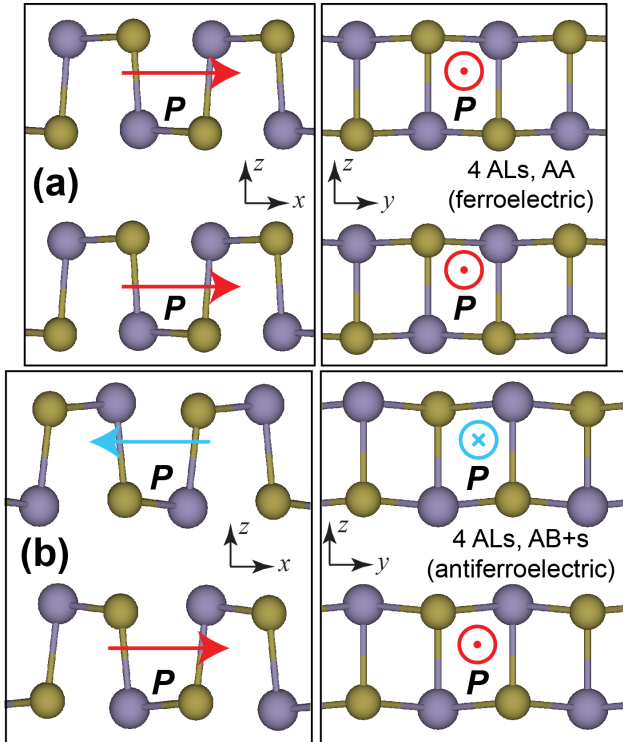 P
P
(a)
z
x
z
y
4 ALs, AA
(ferroelectric)
P
P
P
P
(b)
z
x
z
y
4 ALs, AB+s
(antiferroelectric)
P
P